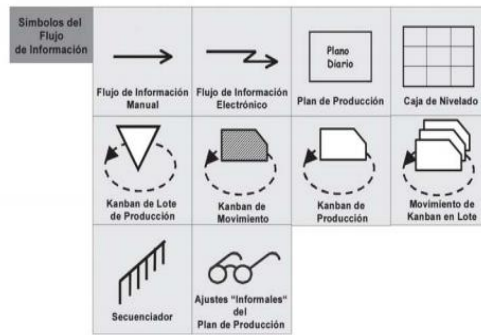 Símbolos del
Flujo
de Información
Flujo de Información
Manual
Flujo de Información
Electrónico
Plano
Diario
Plan de Producción
Caja de Nivelado
Kanban de Lote
de Producción
Kanban de
Movimiento
Kanban de
Producción
Movimiento de
Kanban en Lote
Secuenciador
Ajustes "Informales"
del
Plan de Producción